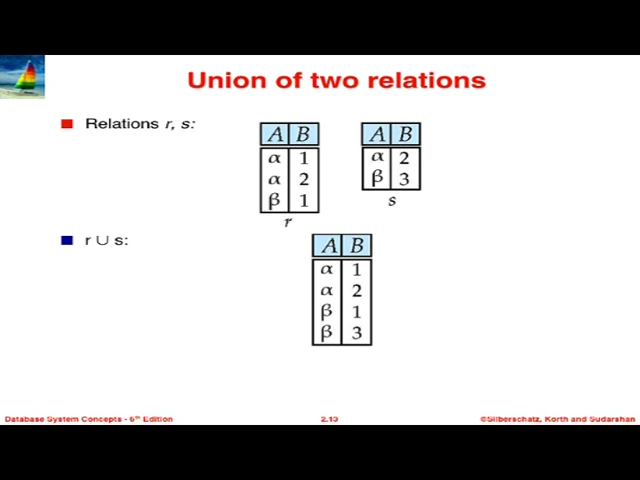 Union of two relations
Relations r, s:
A B
α 1
α 2
β 1
r
A B
α 2
β 3
s
r ∪ s:
A B
α 1
α 2
β 1
β 3
Database System Concepts - 6th Edition
2.13
©Silberschatz, Korth and Sudarshan